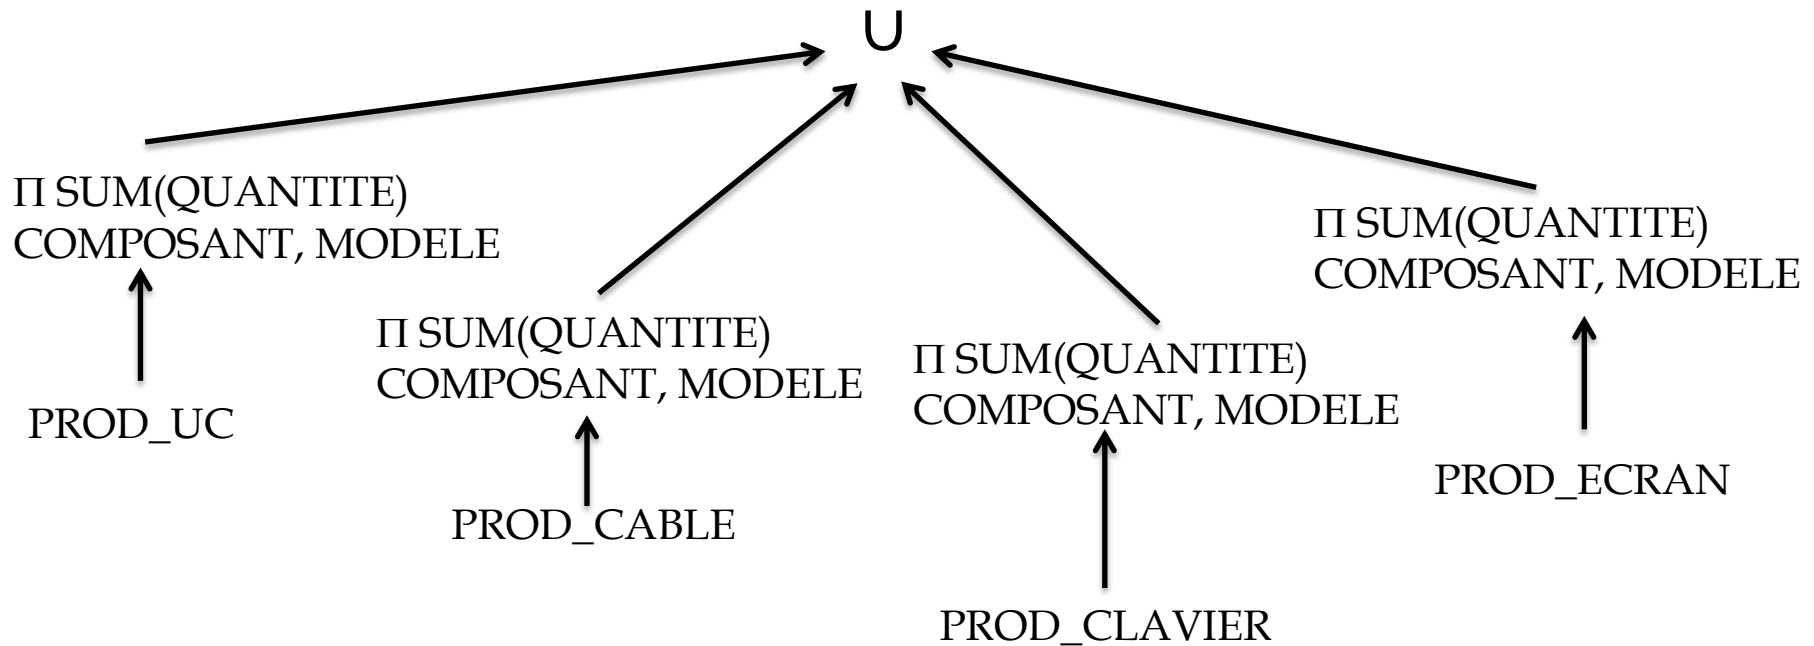 ∪
Π SUM(QUANTITE)
COMPOSANT, MODELE
PROD_UC
Π SUM(QUANTITE)
COMPOSANT, MODELE
PROD_CABLE
Π SUM(QUANTITE)
COMPOSANT, MODELE
PROD_CLAVIER
Π SUM(QUANTITE)
COMPOSANT, MODELE
PROD_ECRAN